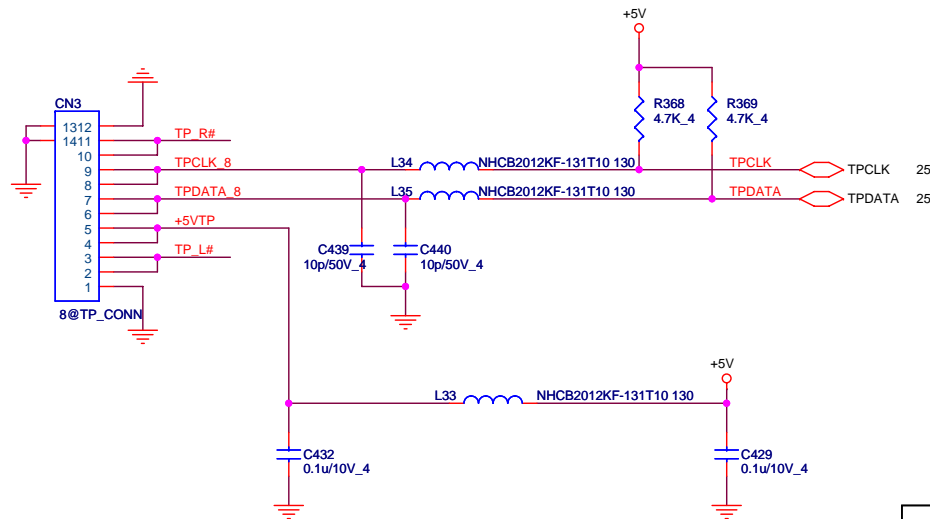 +5V
CN3
R368
4.7K_4
R369
4.7K_4
1312
1411
10
9
8
7
6
5
4
3
2
1
TP_R#
TPCLK_8
TPDATA_8
+5VTP
TP_L#
8@TP_CONN
L34
NHCB2012KF-131T10 130
TPCLK
TPCLK
25
L35
NHCB2012KF-131T10 130
TPDATA
TPDATA
25
C439
10p/50V_4
C440
10p/50V_4
+5V
L33
NHCB2012KF-131T10 130
C432
0.1u/10V_4
C429
0.1u/10V_4